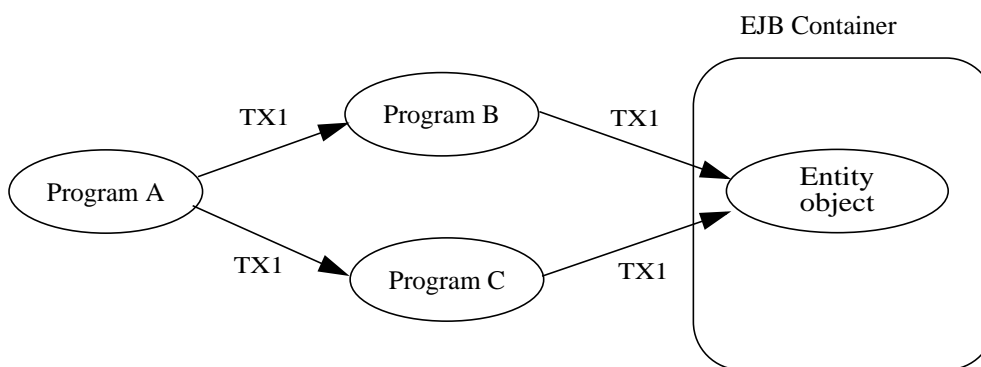 EJB Container
TX1
Program B
TX1
Program A
Entity
object
TX1
Program C
TX1